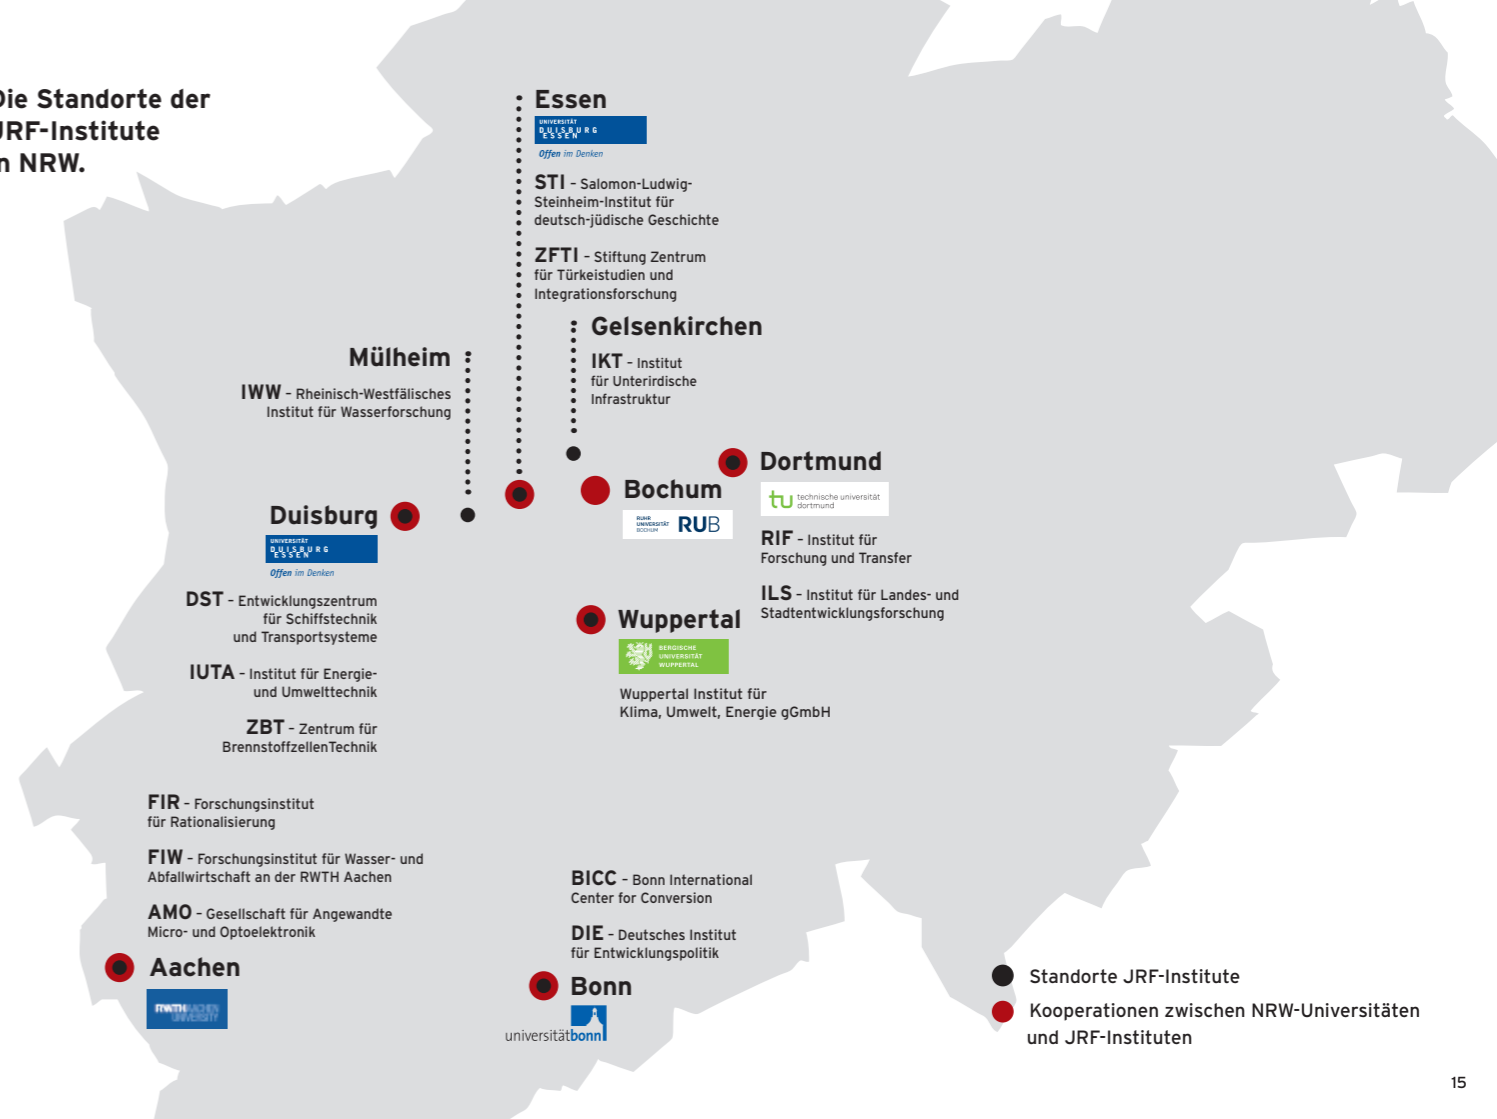 Die Standorte der
JRF-Institute
in NRW.
Essen
UNIVERSITÄT
DUISBURG
ESSEN
Offen im Denken
STI – Salomon-Ludwig-
Steinheim-Institut für
deutsch-jüdische Geschichte
ZFTI – Stiftung Zentrum
für Türkeistudien und
Integrationsforschung
Gelsenkirchen
IKT – Institut
für Unterirdische
Infrastruktur
Mülheim
IWW – Rheinisch-Westfälisches
Institut für Wasserforschung
Dortmund
tu technische universität
dortmund
RIF – Institut für
Forschung und Transfer
ILS – Institut für Landes- und
Stadtentwicklungsforschung
Bochum
RUHR
UNIVERSITÄT
BOCHUM
RUB
Duisburg
UNIVERSITÄT
DUISBURG
ESSEN
Offen im Denken
DST – Entwicklungszentrum
für Schiffstechnik
und Transportsysteme
IUTA – Institut für Energie-
und Umwelttechnik
ZBT – Zentrum für
BrennstoffzellenTechnik
Wuppertal
BERGISCHE
UNIVERSITÄT
WUPPERTAL
Wuppertal Institut für
Klima, Umwelt, Energie gGmbH
FIR – Forschungsinstitut
für Rationalisierung
FIW – Forschungsinstitut für Wasser- und
Abfallwirtschaft an der RWTH Aachen
AMO – Gesellschaft für Angewandte
Micro- und Optoelektronik
Aachen
RWTH AACHEN
UNIVERSITY
BICC – Bonn International
Center for Conversion
DIE – Deutsches Institut
für Entwicklungspolitik
Bonn
universitätbonn
Standorte JRF-Institute
Kooperationen zwischen NRW-Universitäten
und JRF-Instituten
15